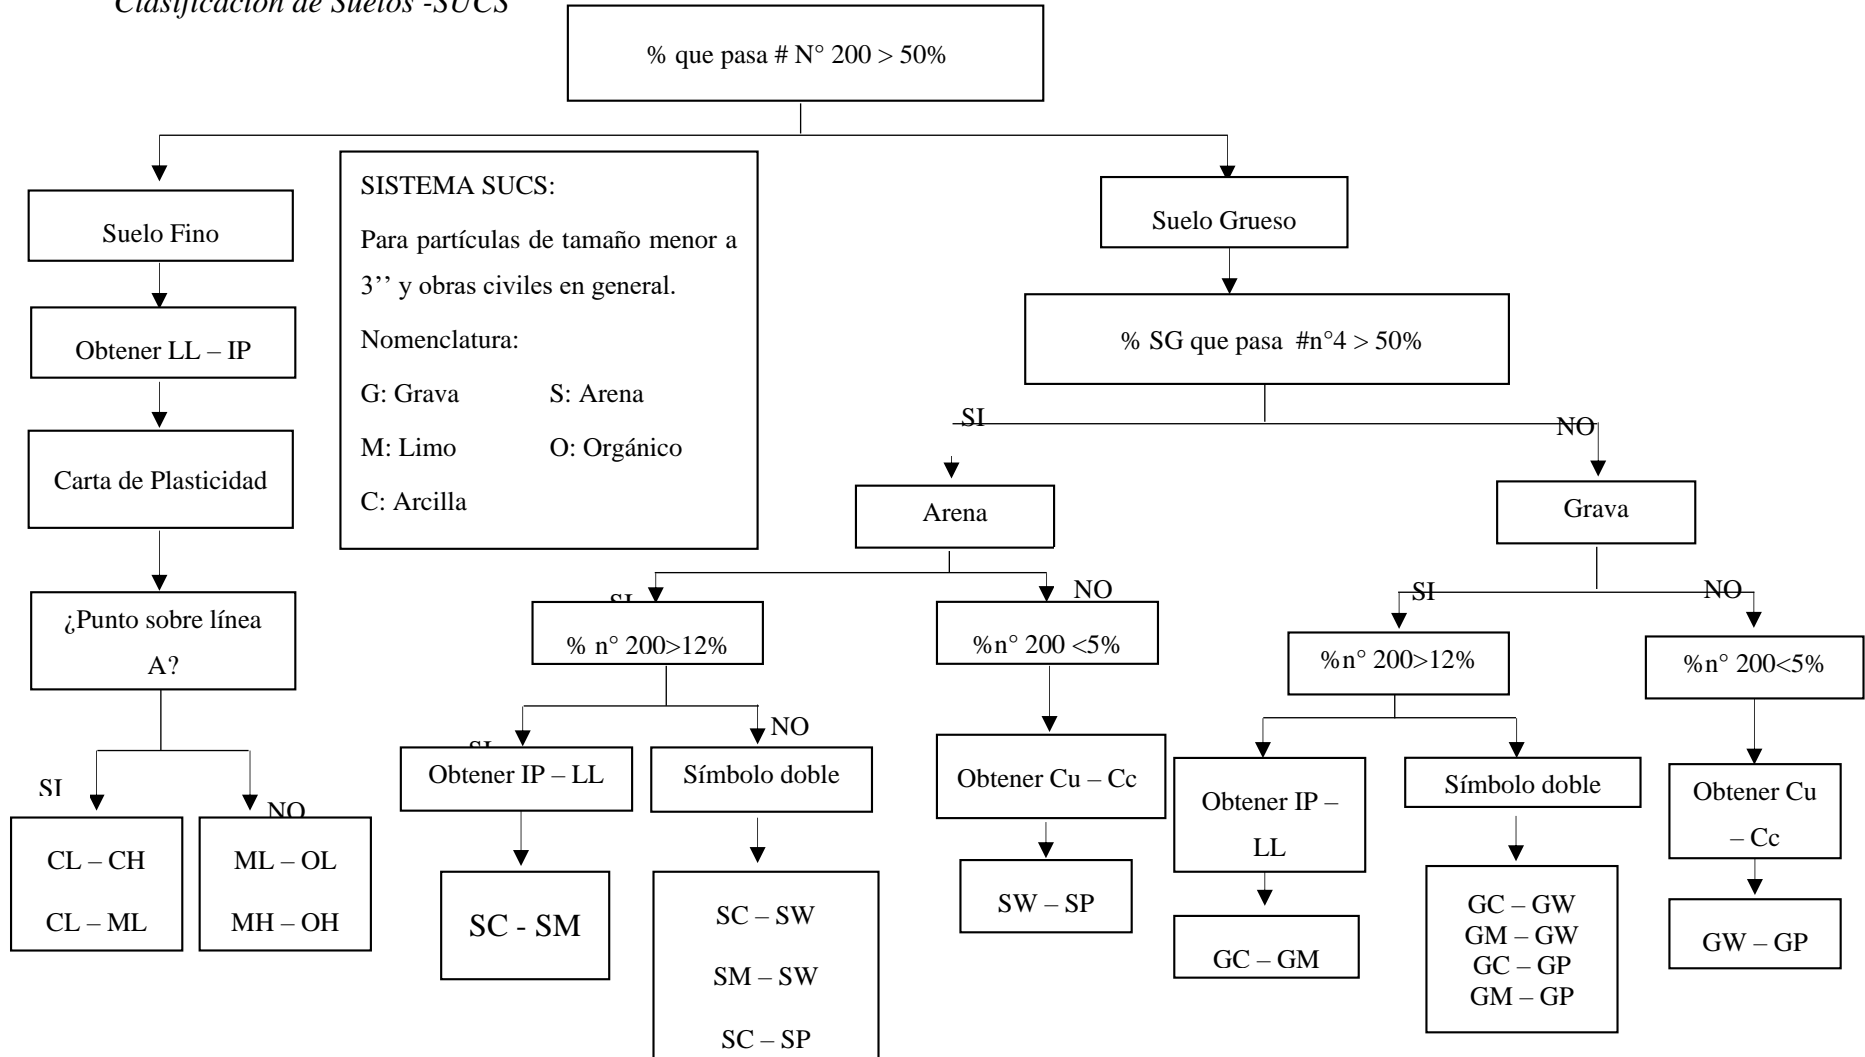 Clasificación de Suelos -SUCS
% que pasa # N° 200 > 50%
Suelo Fino
Obtener LL – IP
Carta de Plasticidad
¿Punto sobre línea
A?
SI
NO
CL – CH
CL – ML
ML – OL
MH – OH
SISTEMA SUCS:
Para partículas de tamaño menor a
3’’ y obras civiles en general.
Nomenclatura:
G: Grava S: Arena
M: Limo O: Orgánico
C: Arcilla
Suelo Grueso
% SG que pasa #n°4 > 50%
SI
NO
Arena
Grava
SI
NO
% n° 200>12%
%n° 200 <5%
SI
NO
Obtener IP – LL
Símbolo doble
Obtener Cu – Cc
SC - SM
SC – SW
SM – SW
SC – SP
SW – SP
SI
NO
%n° 200>12%
%n° 200<5%
Obtener IP –
LL
Símbolo doble
Obtener Cu
– Cc
GC – GM
GC – GW
GM – GW
GC – GP
GM – GP
GW – GP